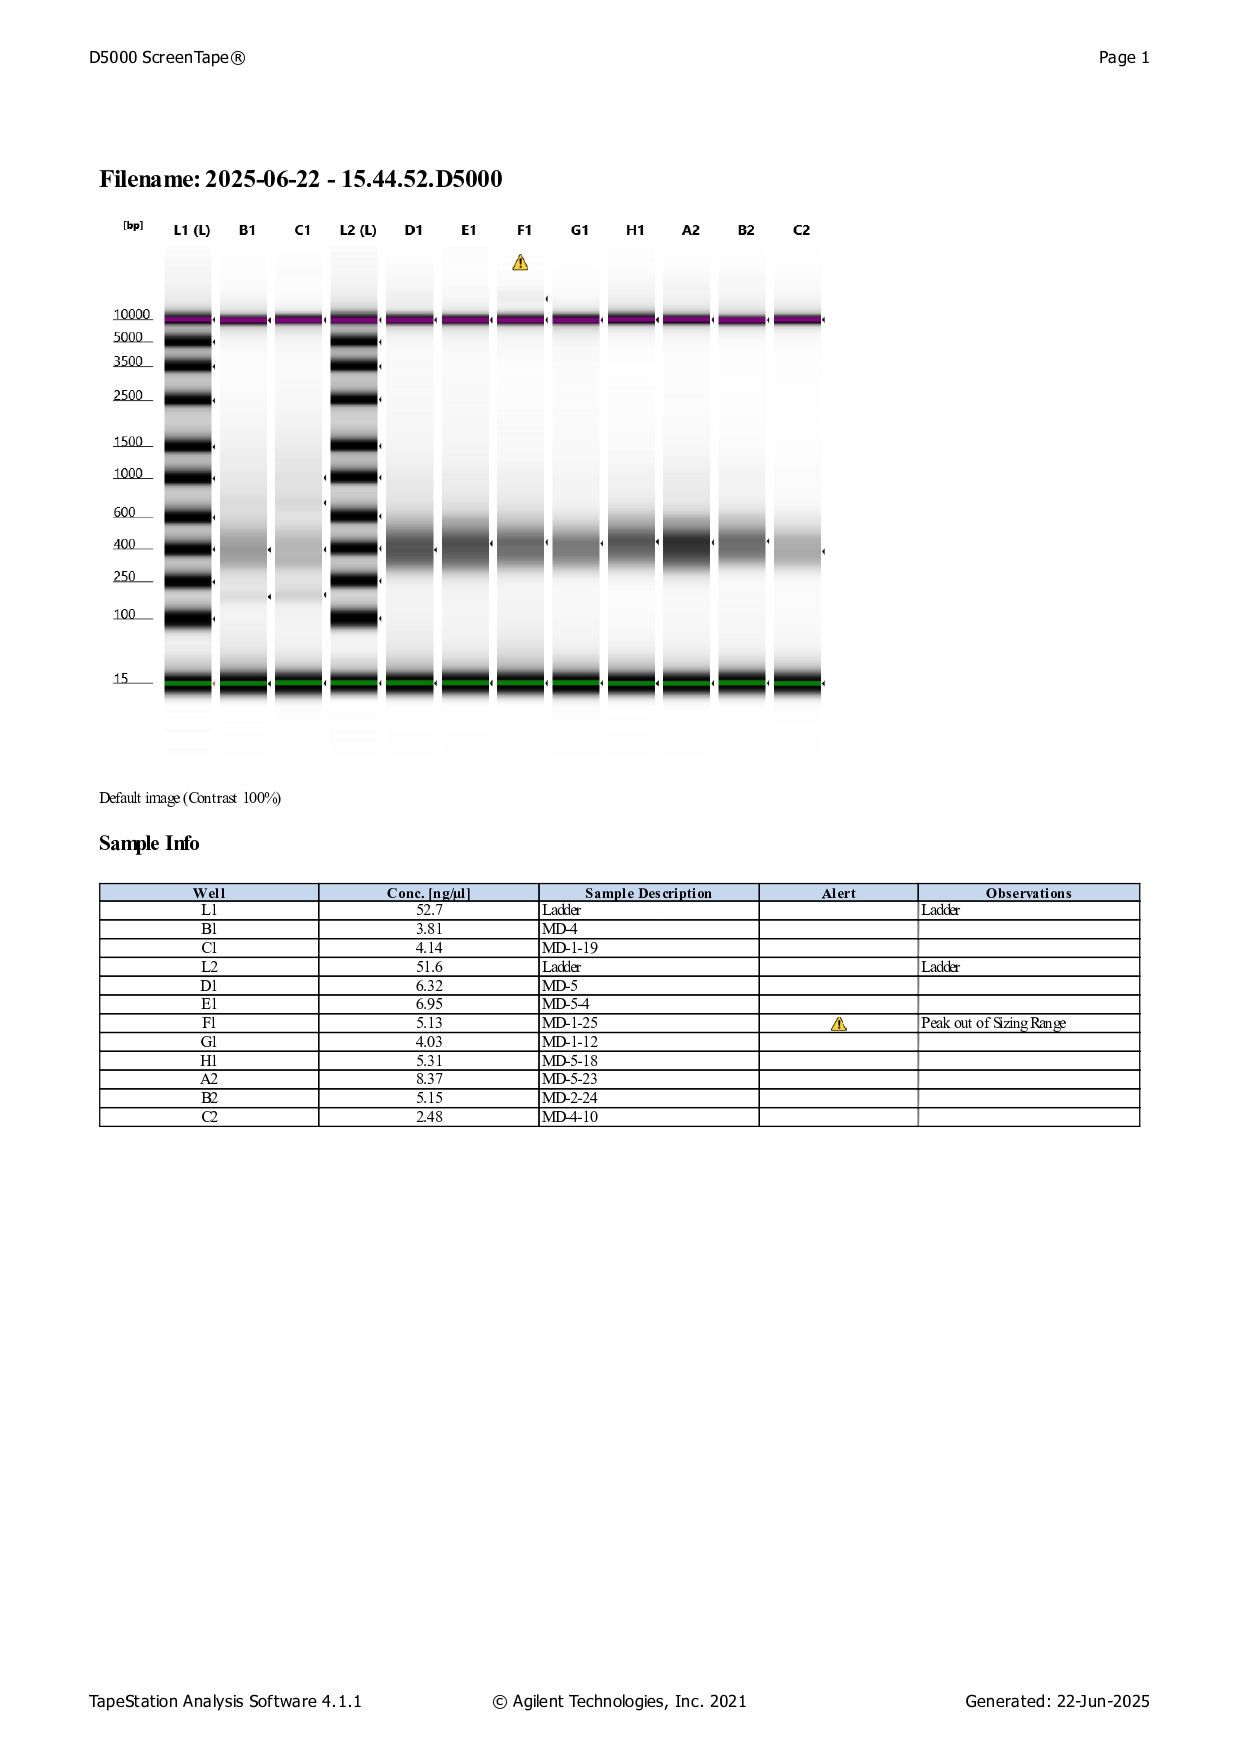 D5000 ScreenTape® Page 1
Filename: 2025-06-22 - 15.44.52.D5000
[bp] L1 (L) B1 C1 L2 (L) D1 E1 F1 G1 H1 A2 B2 C2
10000
5000
3500
2500
1500
1000
600
400
250
100
15
Default image (Contrast 100%)
Sample Info
Well Conc. [ng/µl] Sample Description Alert Observations
L1 52.7 Ladder Ladder
B1 3.81 MD-4
C1 4.14 MD-1-19
L2 51.6 Ladder Ladder
D1 6.32 MD-5
E1 6.95 MD-5-4
F1 5.13 MD-1-25 Peak out of Sizing Range
G1 4.03 MD-1-12
H1 5.31 MD-5-18
A2 8.37 MD-5-23
B2 5.15 MD-2-24
C2 2.48 MD-4-10
TapeStation Analysis Software 4.1.1 © Agilent Technologies, Inc. 2021 Generated: 22-Jun-2025